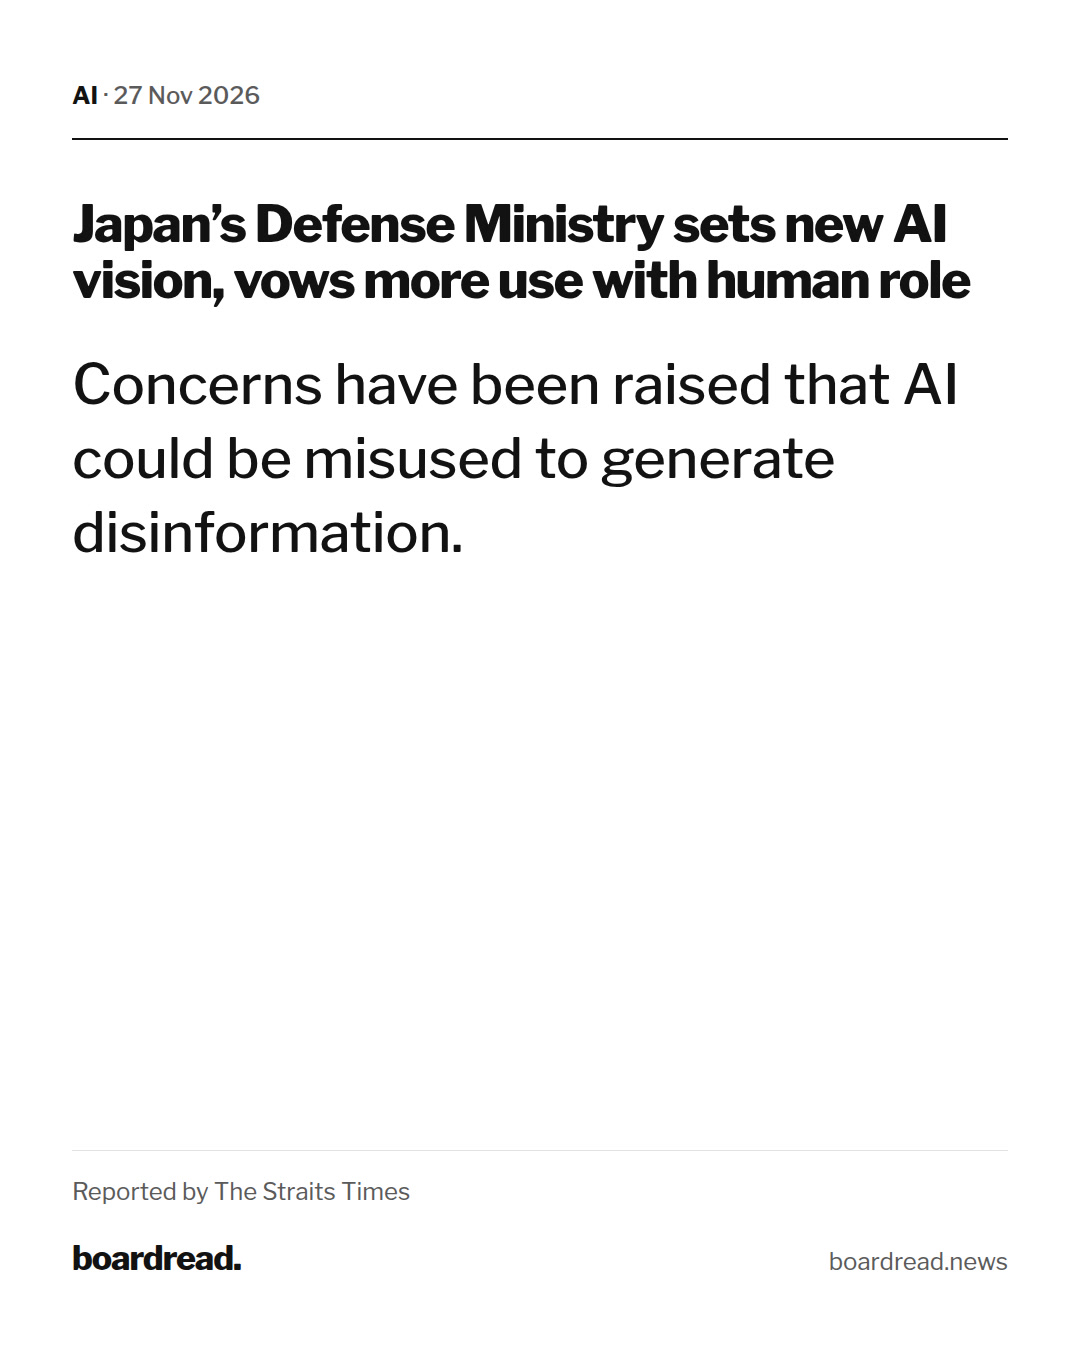 AI · 27 Nov 2026
Japan’s Defense Ministry sets new AI
vision, vows more use with human role
Concerns have been raised that AI
could be misused to generate
disinformation.
Reported by The Straits Times
boardread.
boardread.news